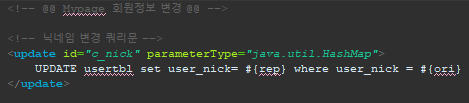 <!-- @@ Mypage 회원정보 변경 @@ -->
<!-- 닉네임 변경 쿼리문 -->
<update id="c_nick" parameterType="java.util.HashMap">
UPDATE usertbl set user_nick= #{rep} where user_nick = #{ori}
</update>